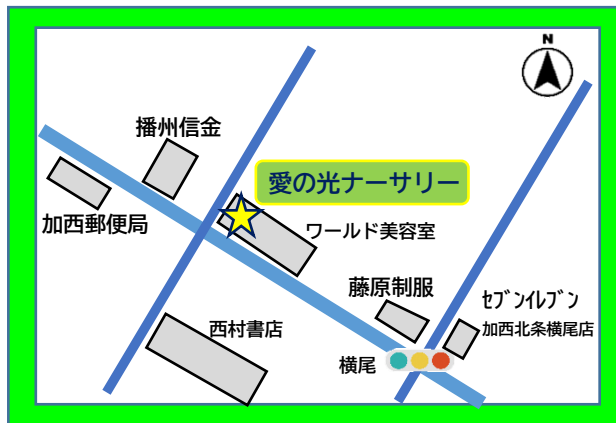 N
播州信金
愛の光ナーサリー
加西郵便局
ワールド美容室
藤原制服
ｾﾌﾞﾝｲﾚﾌﾞﾝ
加西北条横尾店
西村書店
横尾